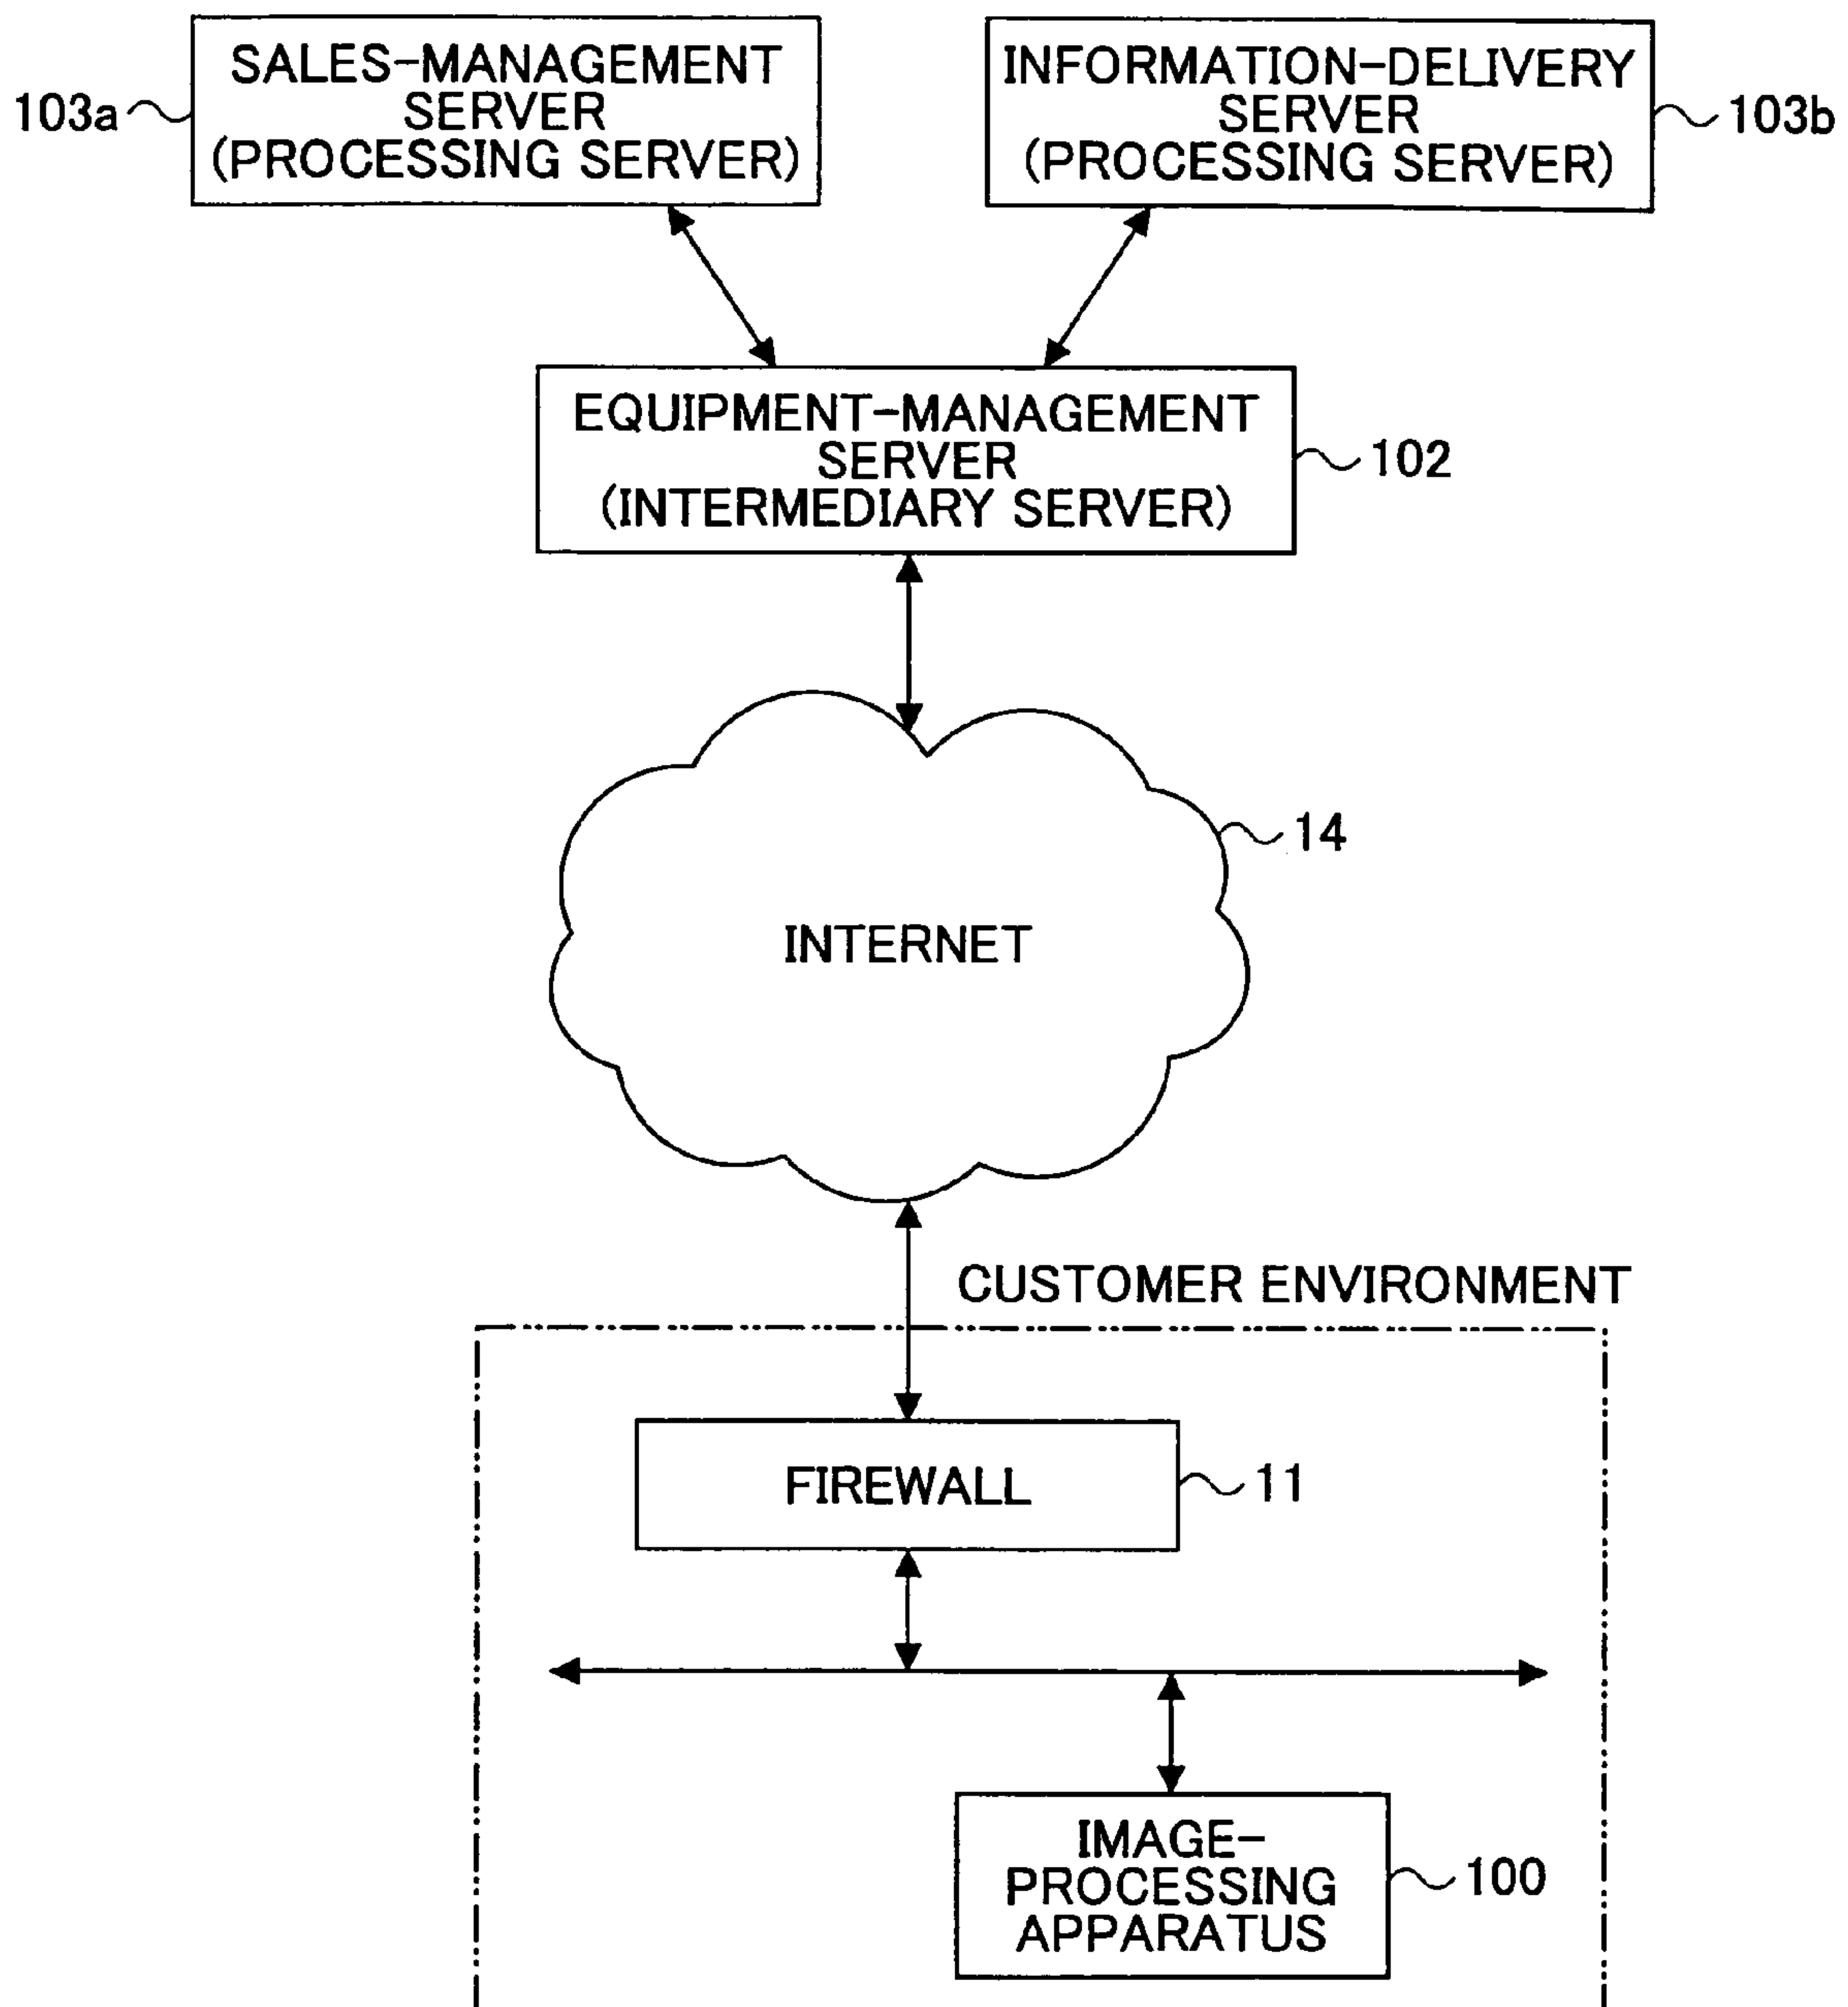 SALES-MANAGEMENT
SERVER
(PROCESSING SERVER)
103a
INFORMATION-DELIVERY
SERVER
(PROCESSING SERVER)
103b
EQUIPMENT-MANAGEMENT
SERVER
(INTERMEDIARY SERVER)
102
14
INTERNET
CUSTOMER ENVIRONMENT
FIREWALL
11
IMAGE-
PROCESSING
APPARATUS
100